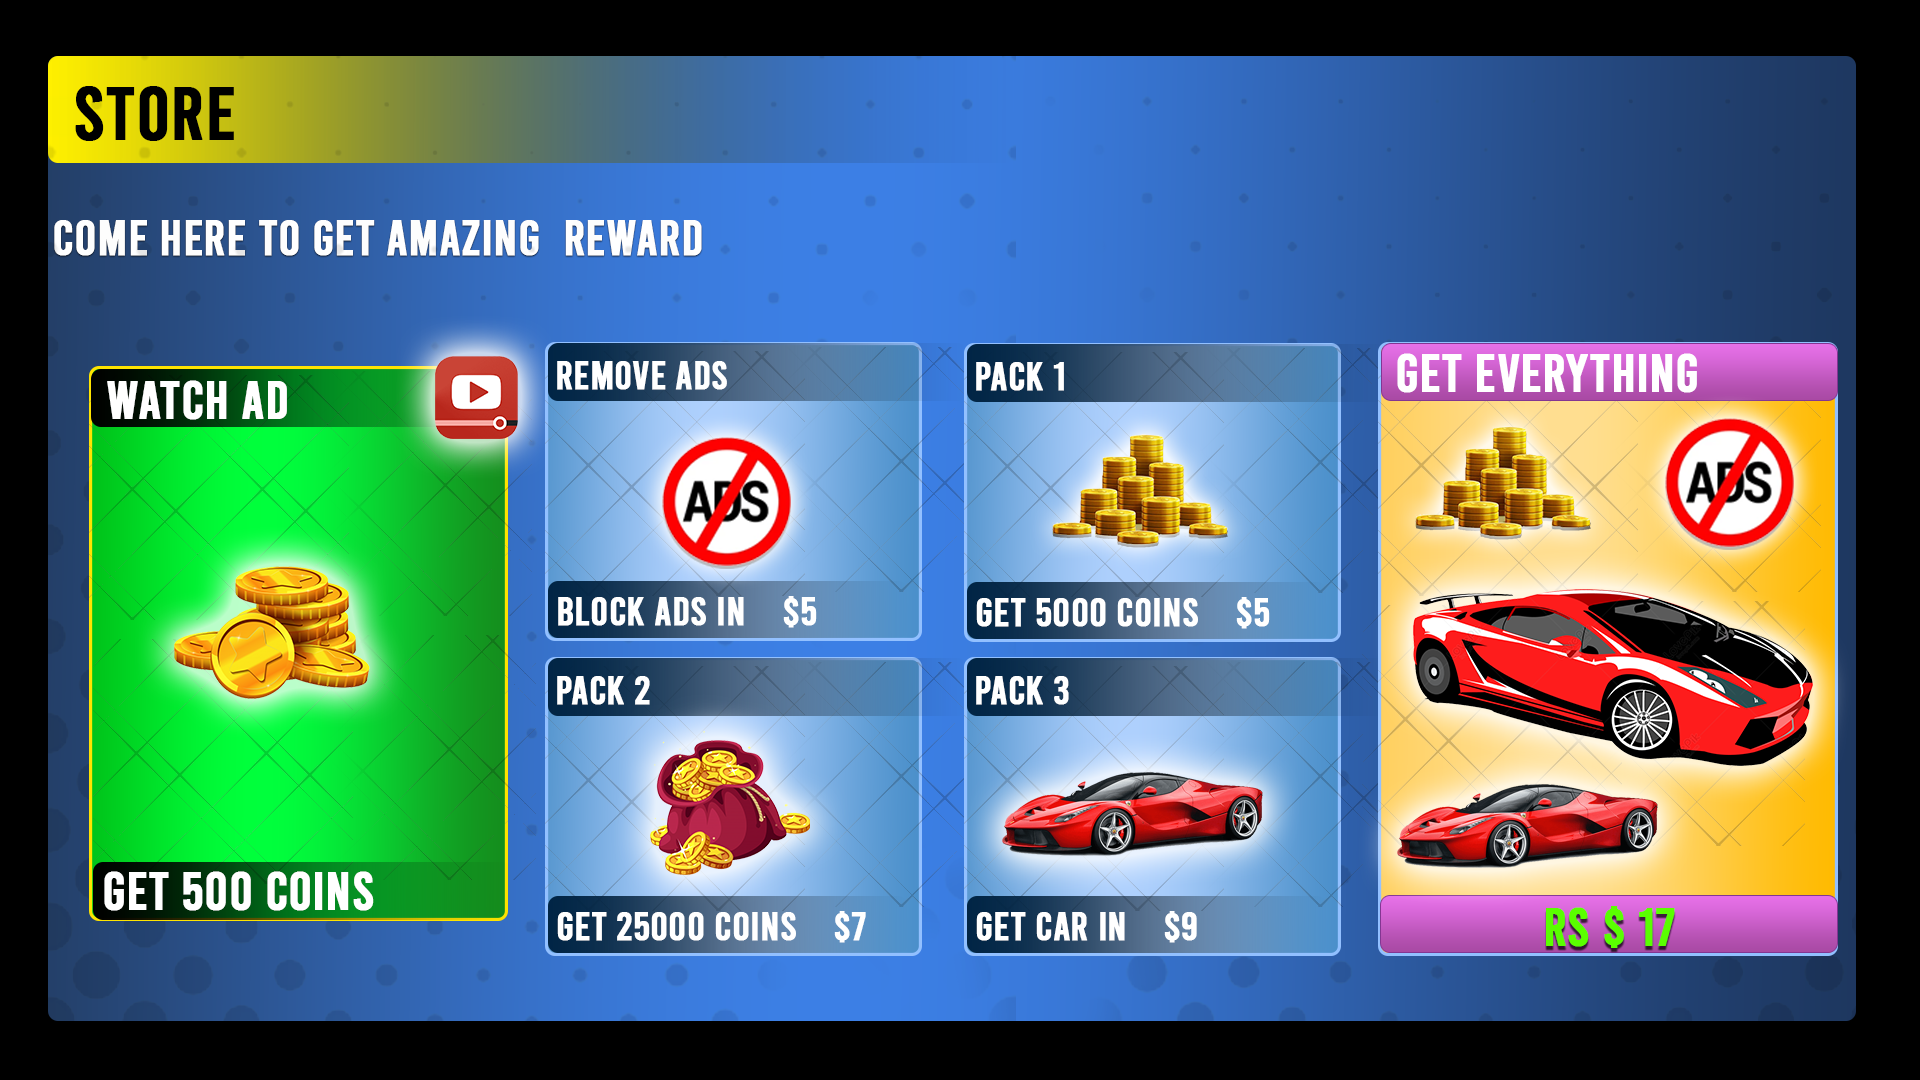 STORE
COME HERE TO GET AMAZING REWARD
WATCH AD
GET 500 COINS
REMOVE ADS
ADS
BLOCK ADS IN $5
PACK 1
GET 5000 COINS $5
PACK 2
GET 25000 COINS $7
PACK 3
GET CAR IN $9
GET EVERYTHING
ADS
RS $ 17